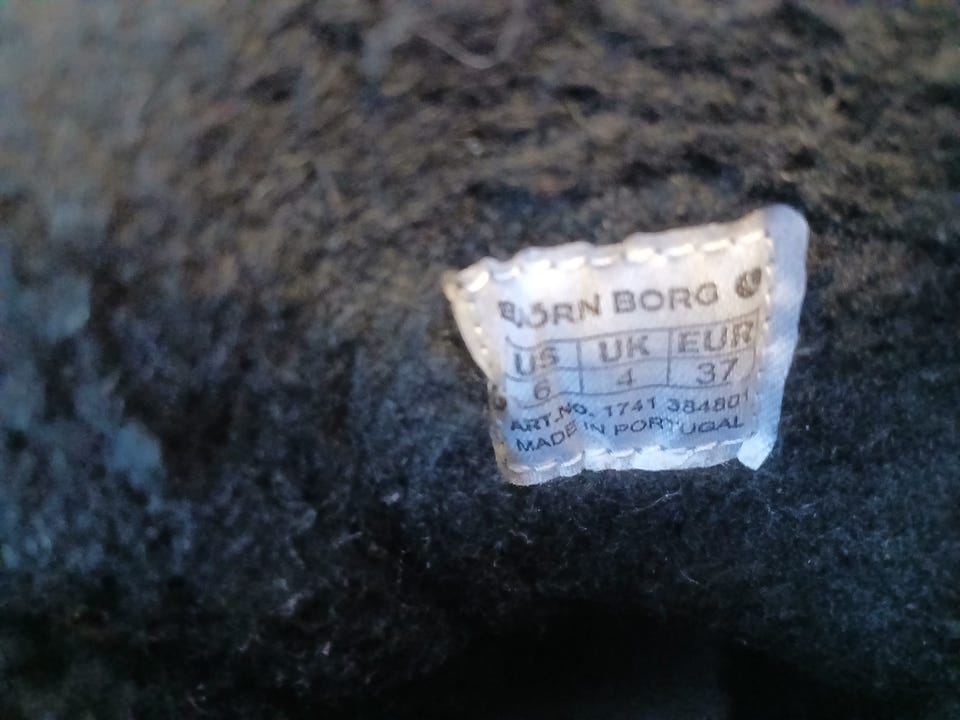 BJÖRN BORG
US UK EUR
6 4 37
ART.NO. 1741 384801
MADE IN PORTUGAL